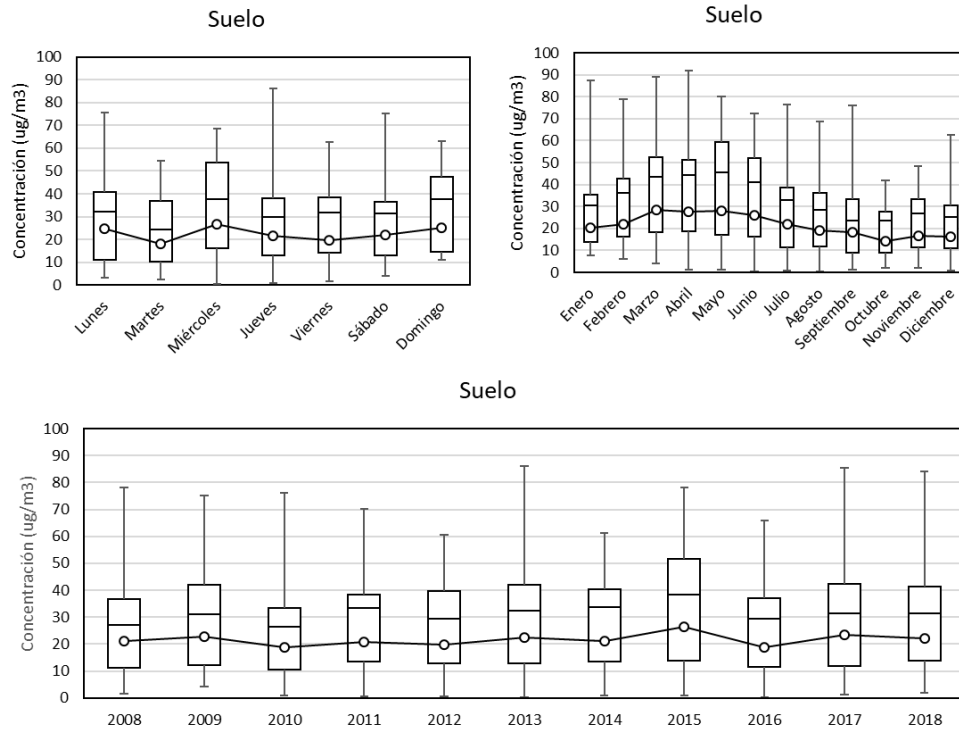 Suelo
Concentración (ug/m3)
100
90
80
70
60
50
40
30
20
10
0
Lunes
Martes
Miércoles
Jueves
Viernes
Sábado
Domingo
Suelo
Concentración (ug/m3)
100
90
80
70
60
50
40
30
20
10
0
Enero
Febrero
Marzo
Abril
Mayo
Junio
Julio
Agosto
Septiembre
Octubre
Noviembre
Diciembre
Suelo
Concentración (ug/m3)
100
90
80
70
60
50
40
30
20
10
0
2008 2009 2010 2011 2012 2013 2014 2015 2016 2017 2018